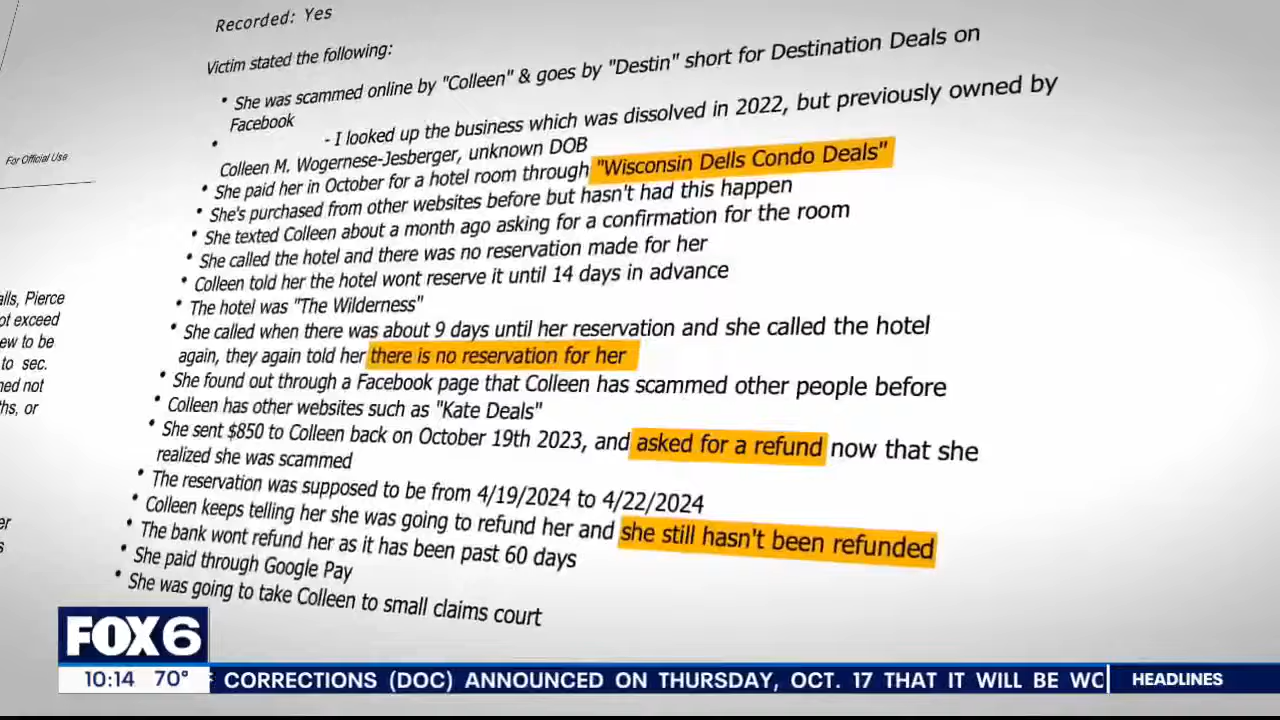 Recorded: Yes
Victim stated the following:
• She was scammed online by "Colleen" & goes by "Destin" short for Destination Deals on
Facebook
• - I looked up the business which was dissolved in 2022, but previously owned by
Colleen M. Wogernese-Jesberger, unknown DOB
• She paid her in October for a hotel room through "Wisconsin Dells Condo Deals"
• She's purchased from other websites before but hasn't had this happen
• She texted Colleen about a month ago asking for a confirmation for the room
• She called the hotel and there was no reservation made for her
• Colleen told her the hotel wont reserve it until 14 days in advance
• The hotel was "The Wilderness"
• She called when there was about 9 days until her reservation and she called the hotel
again, they again told her there is no reservation for her
• She found out through a Facebook page that Colleen has scammed other people before
• Colleen has other websites such as "Kate Deals"
• She sent $850 to Colleen back on October 19th 2023, and asked for a refund now that she
realized she was scammed
• The reservation was supposed to be from 4/19/2024 to 4/22/2024
• Colleen keeps telling her she was going to refund her and she still hasn't been refunded
• The bank wont refund her as it has been past 60 days
• She paid through Google Pay
• She was going to take Colleen to small claims court
For Official Use
alls, Pierce
ot exceed
ew to be
to sec.
ned not
ths, or
er
s
FOX6
10:14 70°
CORRECTIONS (DOC) ANNOUNCED ON THURSDAY, OCT. 17 THAT IT WILL BE WC
HEADLINES